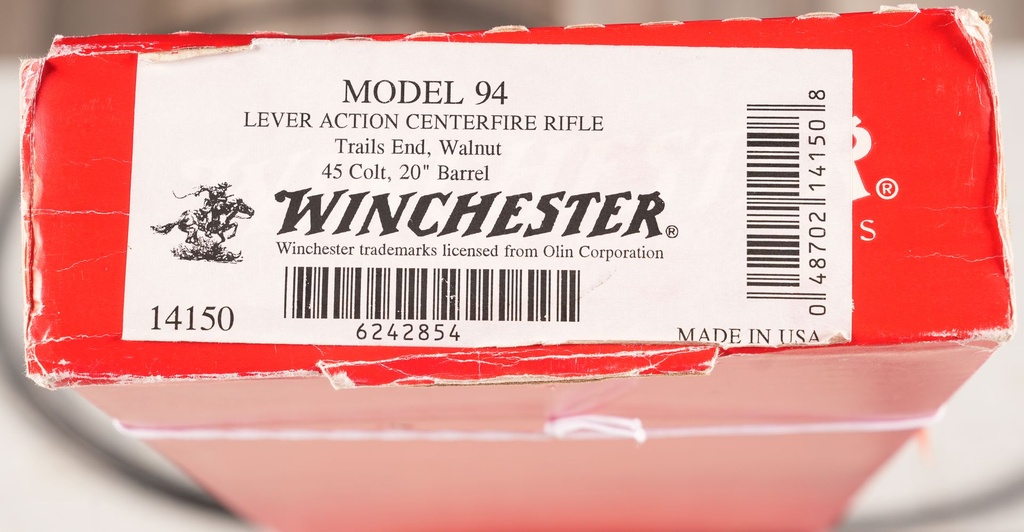 MODEL 94
LEVER ACTION CENTERFIRE RIFLE
Trails End, Walnut
45 Colt, 20" Barrel
WINCHESTER®
Winchester trademarks licensed from Olin Corporation
14150
6242854
MADE IN USA
0 48702 14150 8
R®
S